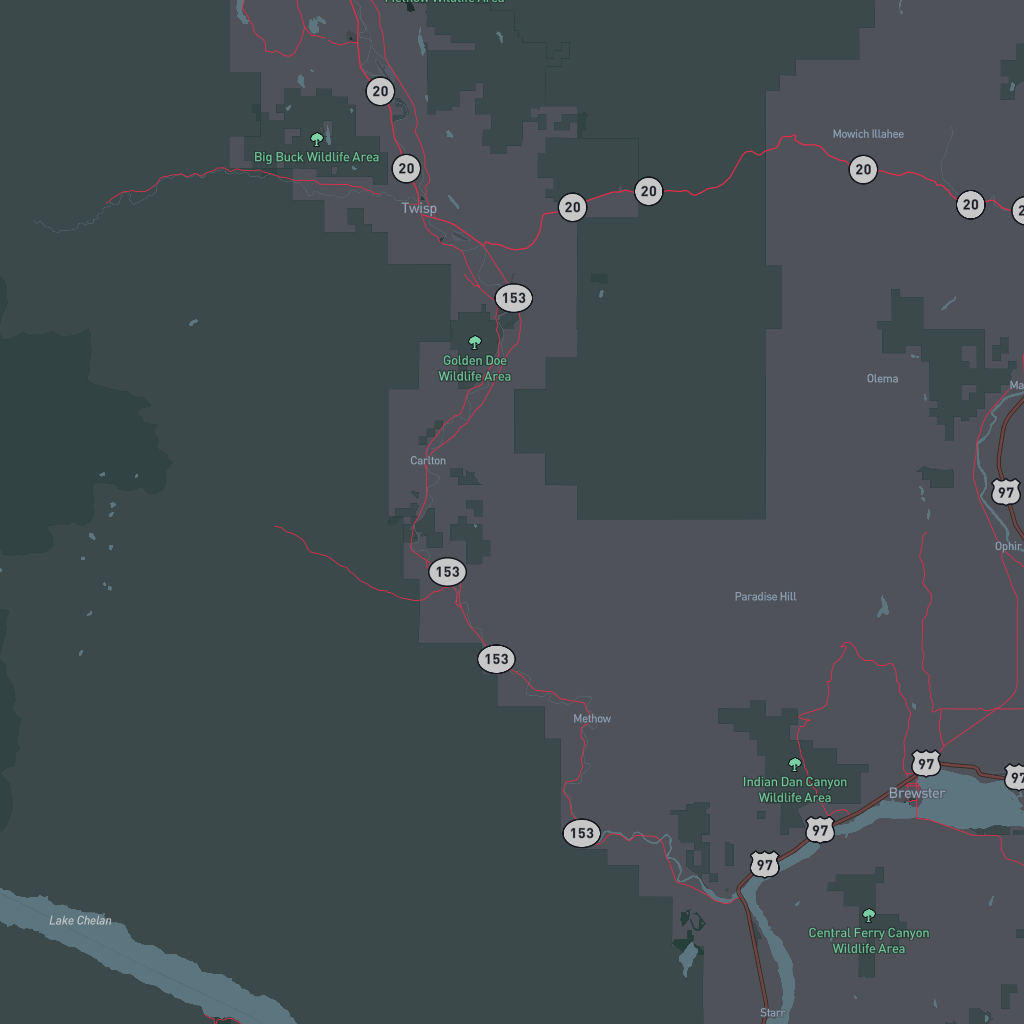 Methow Wildlife Area
20
Big Buck Wildlife Area
Mowich Illahee
20
20
20
20
20
Twisp
153
Golden Doe
Wildlife Area
Olema
Carlton
97
Ophir
153
Paradise Hill
153
Methow
97
97
Indian Dan Canyon
Wildlife Area
Brewster
153
97
97
Lake Chelan
Central Ferry Canyon
Wildlife Area
Starr